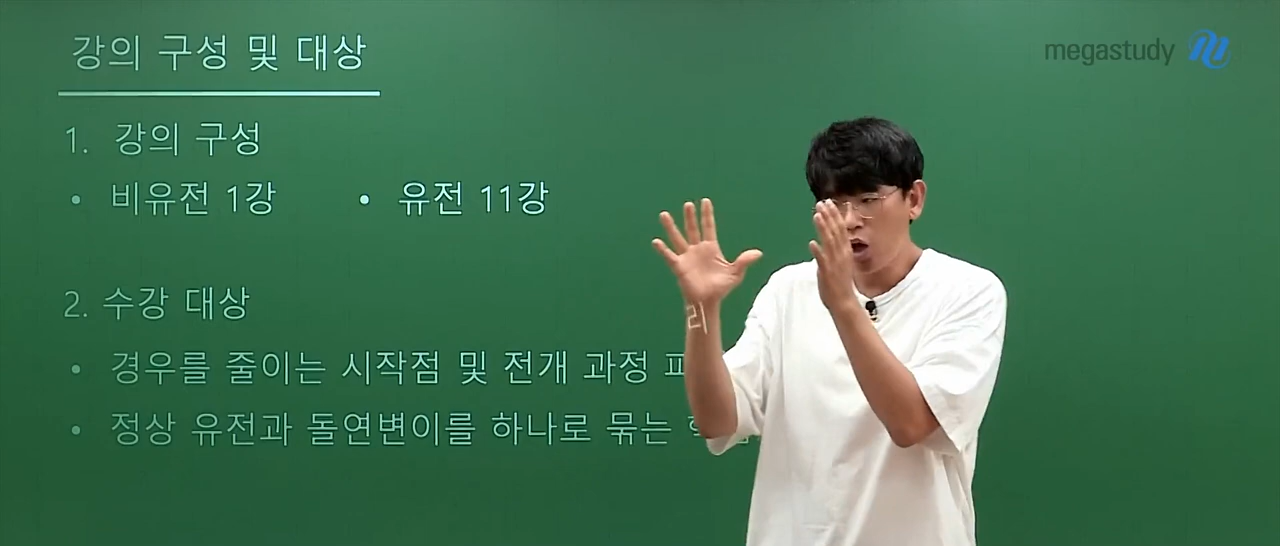 강의 구성 및 대상
megastudy
1. 강의 구성
• 비유전 1강 • 유전 11강
2. 수강 대상
• 경우를 줄이는 시작점 및 전개 과정
• 정상 유전과 돌연변이를 하나로 묶는